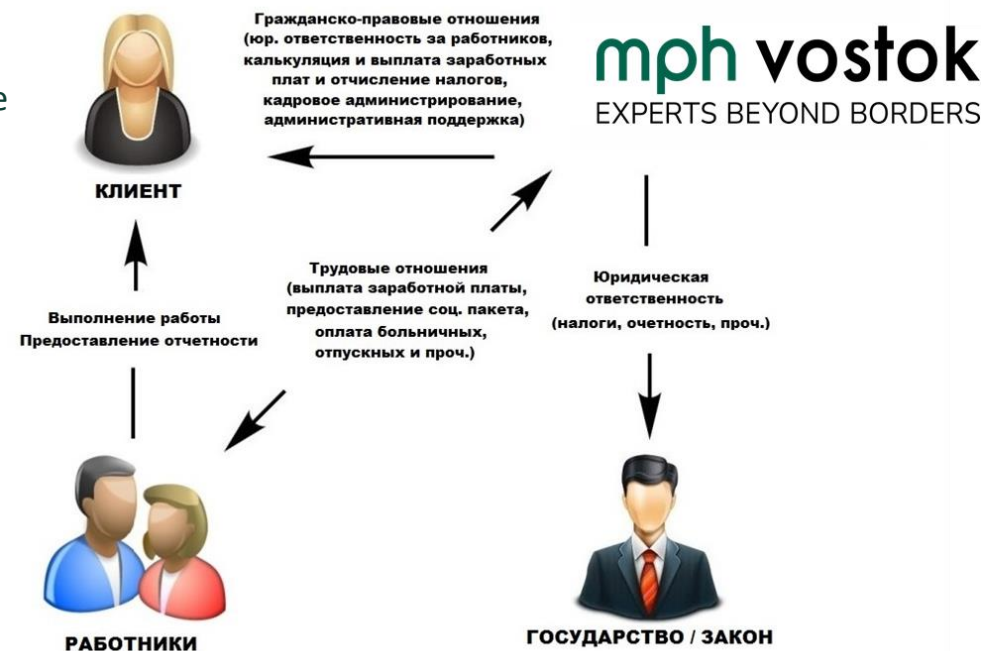 Гражданско-правовые отношения
(юр. ответственность за работников,
калькуляция и выплата заработных
плат и отчисление налогов,
кадровое администрирование,
административная поддержка)
mph vostok
EXPERTS BEYOND BORDERS
е
КЛИЕНТ
Трудовые отношения
(выплата заработной платы,
предоставление соц. пакета,
оплата больничных,
отпускных и проч.)
Юридическая
ответственность
(налоги, очетность, проч.)
Выполнение работы
Предоставление отчетности
РАБОТНИКИ
ГОСУДАРСТВО / ЗАКОН